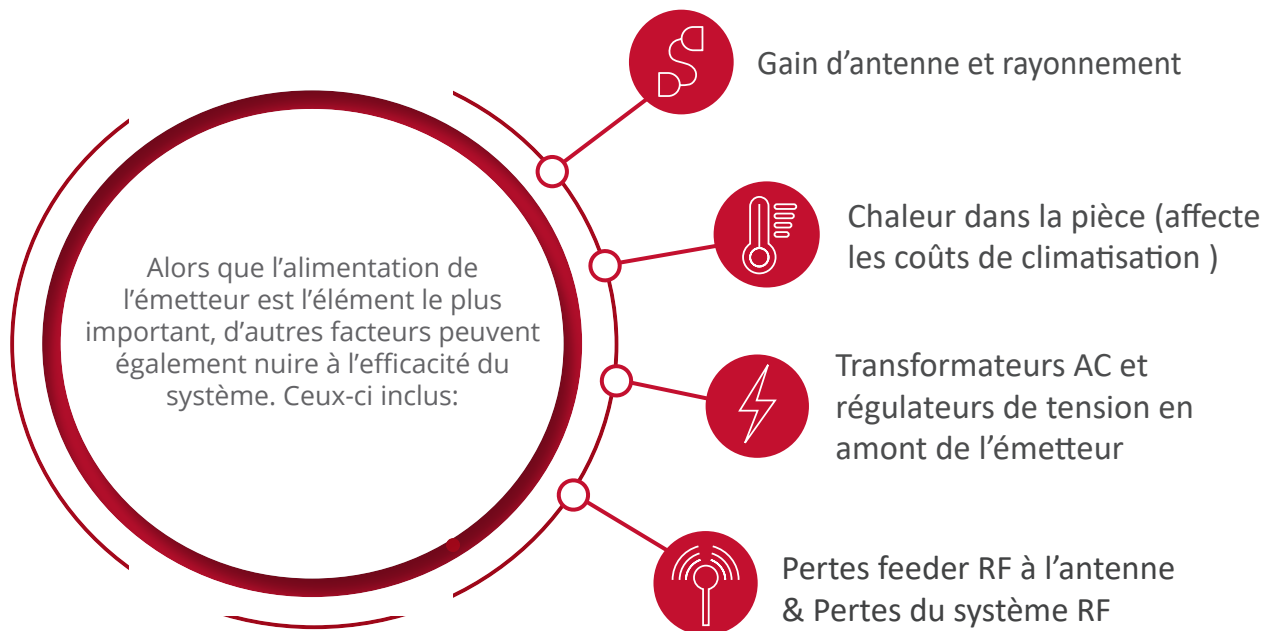 Gain d’antenne et rayonnement
Chaleur dans la pièce (affecte
les coûts de climatisation )
Alors que l’alimentation de
l’émetteur est l’élément le plus
important, d’autres facteurs peuvent
également nuire à l’efficacité du
système. Ceux-ci inclus:
Transformateurs AC et
régulateurs de tension en
amont de l’émetteur
Pertes feeder RF à l’antenne
& Pertes du système RF